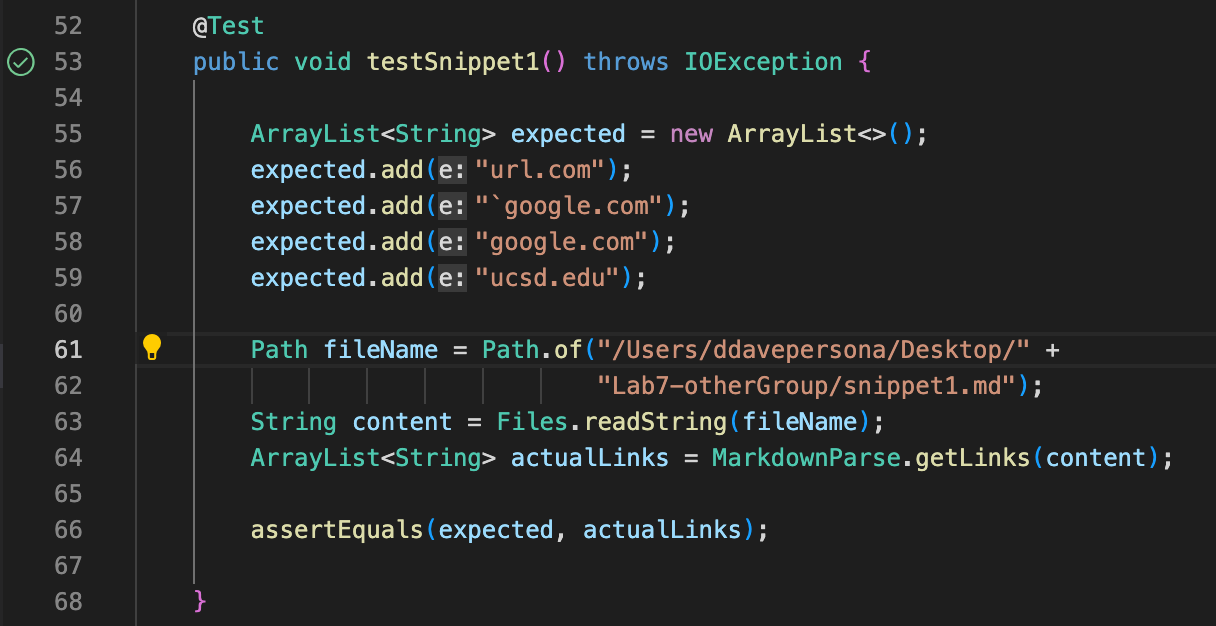 52 @Test
53 public void testSnippet1() throws IOException {
54
55 ArrayList<String> expected = new ArrayList<>();
56 expected.add(e: "url.com");
57 expected.add(e: "`google.com");
58 expected.add(e: "google.com");
59 expected.add(e: "ucsd.edu");
60
61 Path fileName = Path.of("/Users/ddavepersona/Desktop/" +
62 "Lab7-otherGroup/snippet1.md");
63 String content = Files.readString(fileName);
64 ArrayList<String> actualLinks = MarkdownParse.getLinks(content);
65
66 assertEquals(expected, actualLinks);
67
68 }